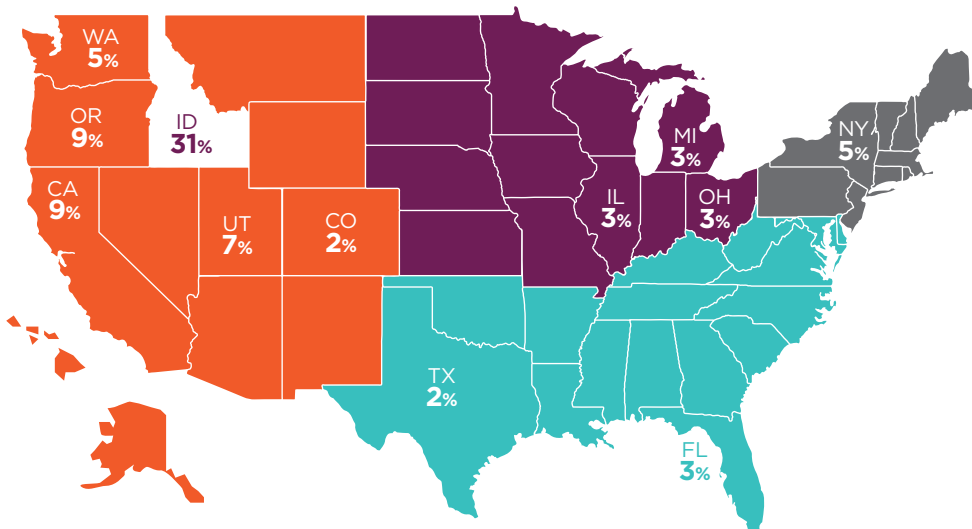 WA
5%
OR
9%
ID
31%
CA
9%
UT
7%
CO
2%
MI
3%
IL
3%
OH
3%
NY
5%
TX
2%
FL
3%